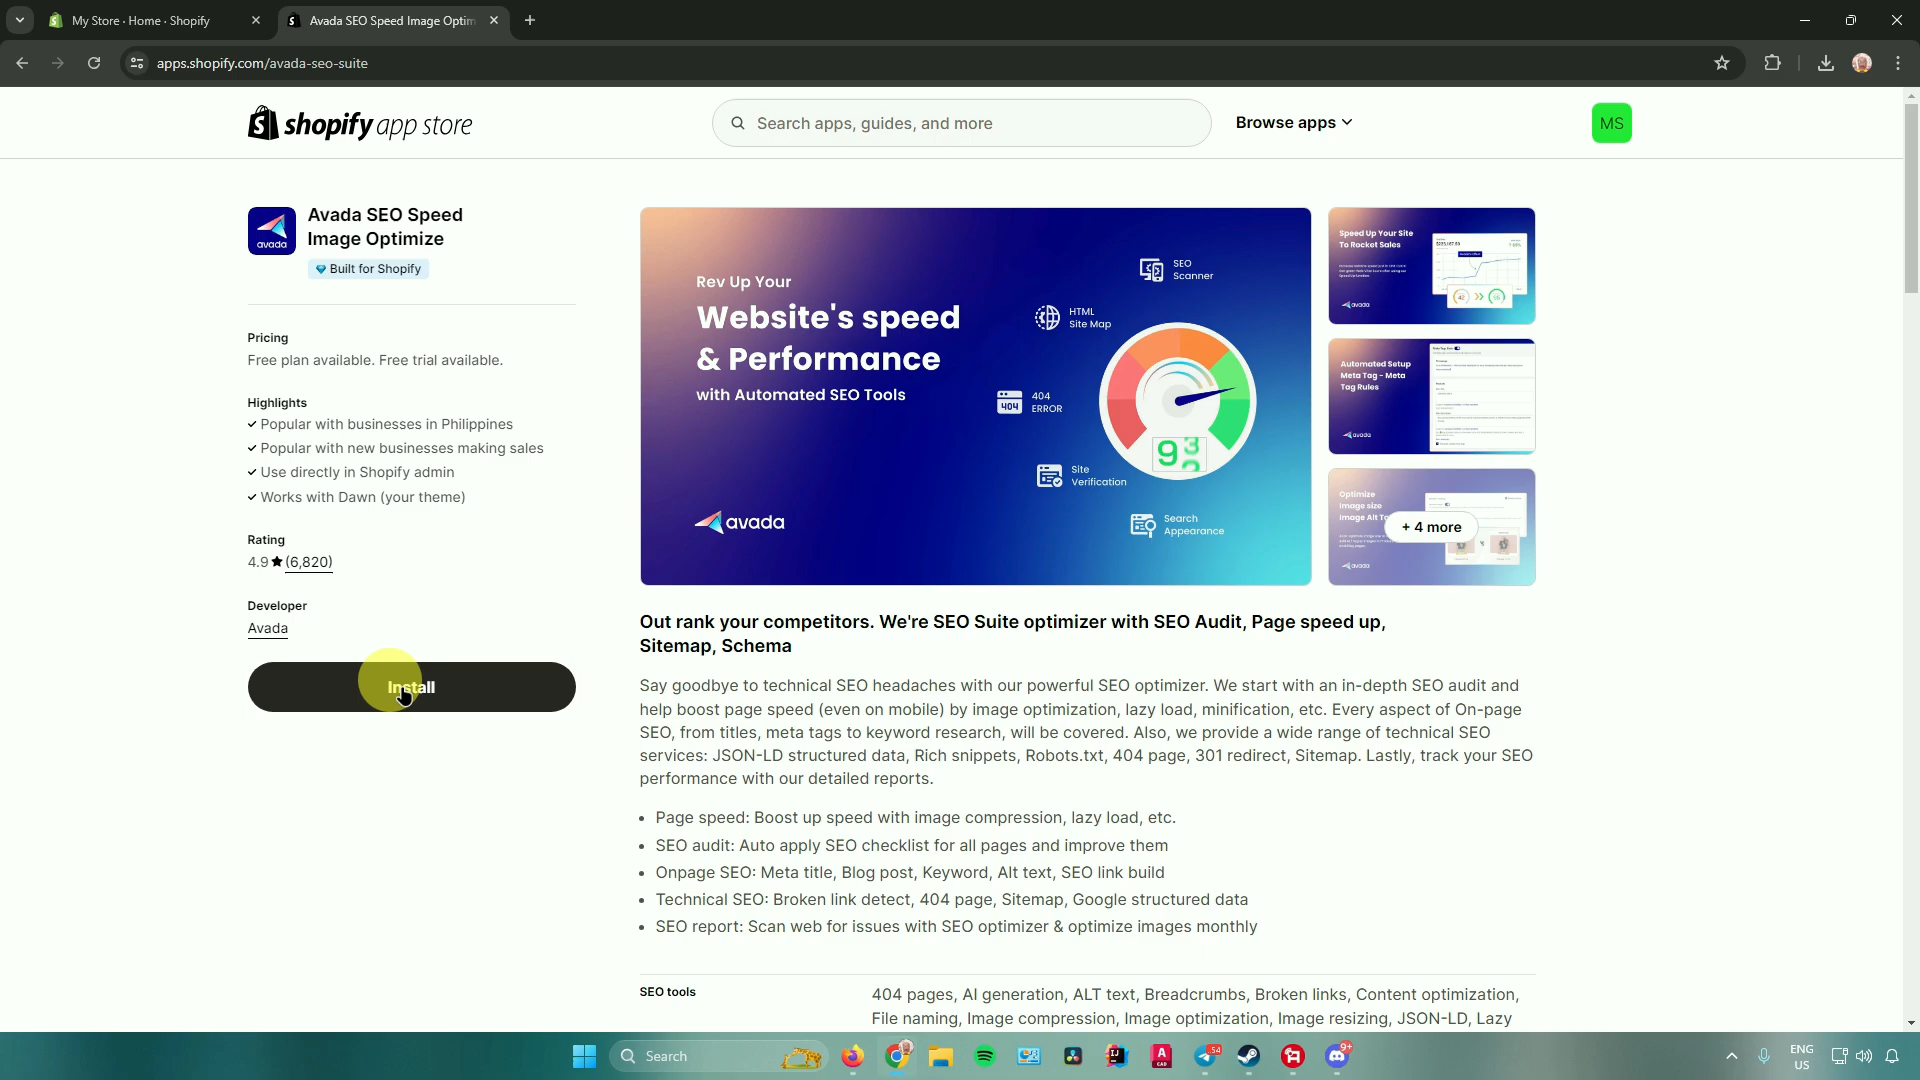 My Store · Home · Shopify
Avada SEO Speed Image Optim
apps.shopify.com/avada-seo-suite
shopify app store
Search apps, guides, and more
Browse apps
MS
avada
Avada SEO Speed
Image Optimize
Built for Shopify
Pricing
Free plan available. Free trial available.
Highlights
Popular with businesses in Philippines
Popular with new businesses making sales
Use directly in Shopify admin
Works with Dawn (your theme)
Rating
4.9★(6,820)
Developer
Avada
Install
Rev Up Your
Website's speed
& Performance
with Automated SEO Tools
avada
SEO
Scanner
HTML
Site Map
404
404
ERROR
Site
Verification
Search
Appearance
Speed Up Your Site
To Rocket Sales
avada
Automated Setup
Meta Tag - Meta
Tag Rules
avada
Optimize
Image size
+ 4 more
avada
Out rank your competitors. We're SEO Suite optimizer with SEO Audit, Page speed up,
Sitemap, Schema
Say goodbye to technical SEO headaches with our powerful SEO optimizer. We start with an in-depth SEO audit and
help boost page speed (even on mobile) by image optimization, lazy load, minification, etc. Every aspect of On-page
SEO, from titles, meta tags to keyword research, will be covered. Also, we provide a wide range of technical SEO
services: JSON-LD structured data, Rich snippets, Robots.txt, 404 page, 301 redirect, Sitemap. Lastly, track your SEO
performance with our detailed reports.
• Page speed: Boost up speed with image compression, lazy load, etc.
• SEO audit: Auto apply SEO checklist for all pages and improve them
• Onpage SEO: Meta title, Blog post, Keyword, Alt text, SEO link build
• Technical SEO: Broken link detect, 404 page, Sitemap, Google structured data
• SEO report: Scan web for issues with SEO optimizer & optimize images monthly
SEO tools
404 pages, AI generation, ALT text, Breadcrumbs, Broken links, Content optimization,
File naming, Image compression, Image optimization, Image resizing, JSON-LD, Lazy
Search
54
9+
ENG
US